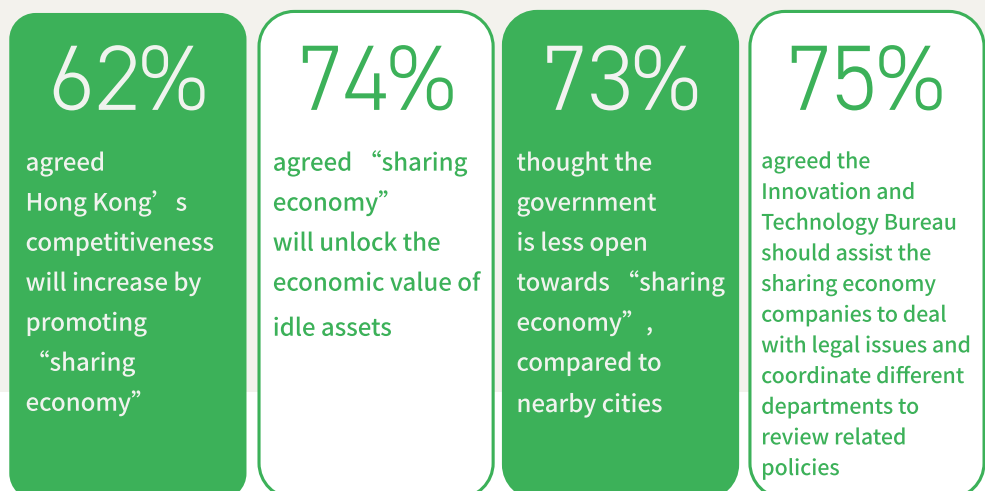 62%
agreed
Hong Kong’s
competitiveness
will increase by
promoting
“sharing
economy”
74%
agreed “sharing
economy”
will unlock the
economic value of
idle assets
73%
thought the
government
is less open
towards “sharing
economy”,
compared to
nearby cities
75%
agreed the
Innovation and
Technology Bureau
should assist the
sharing economy
companies to deal
with legal issues and
coordinate different
departments to
review related
policies